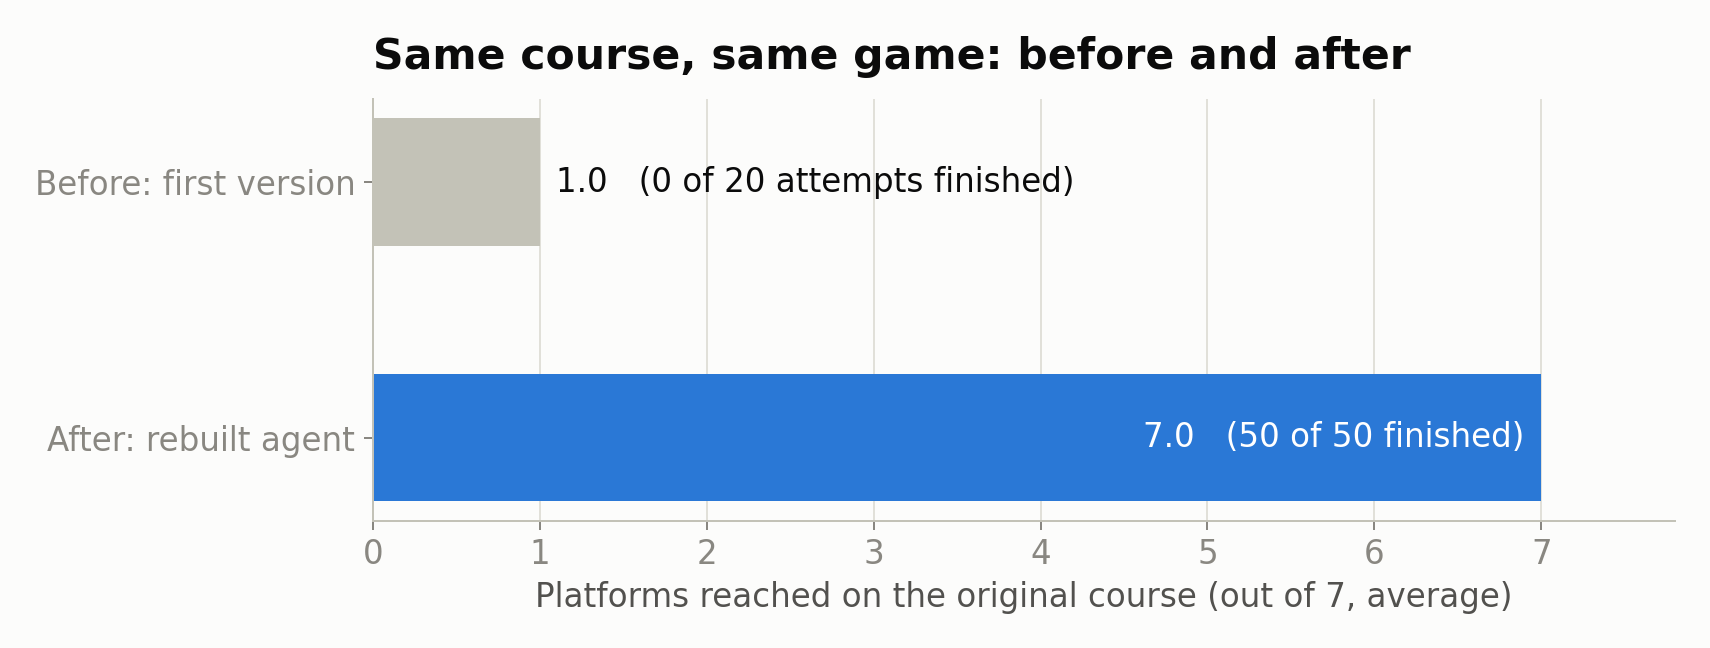 Same course, same game: before and after
Before: first version
1.0 (0 of 20 attempts finished)
After: rebuilt agent
7.0 (50 of 50 finished)
0 1 2 3 4 5 6 7
Platforms reached on the original course (out of 7, average)